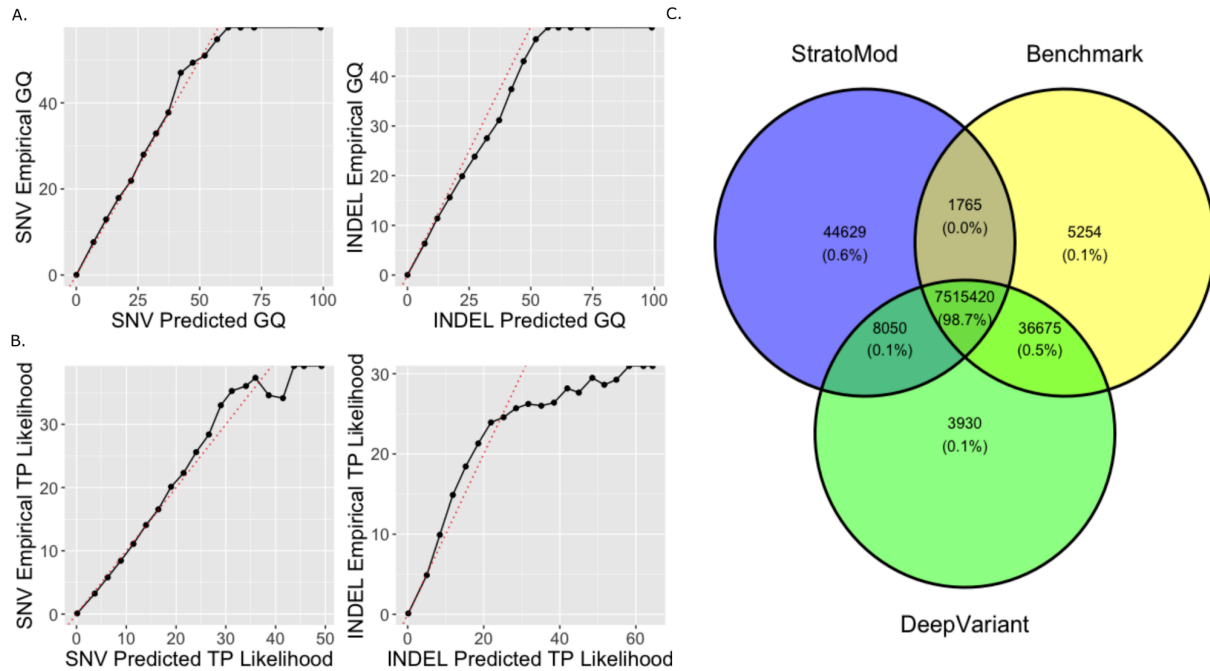 A.
SNV Empirical GQ
40
20
0
0 25 50 75 100
SNV Predicted GQ
INDEL Empirical GQ
50
40
30
20
10
0
0 25 50 75 100
INDEL Predicted GQ
B.
SNV Empirical TP Likelihood
30
20
10
0
0 10 20 30 40 50
SNV Predicted TP Likelihood
INDEL Empirical TP Likelihood
30
20
10
0
0 20 40 60
INDEL Predicted TP Likelihood
C.
StratoMod Benchmark
44629
(0.6%)
1765
(0.0%)
5254
(0.1%)
8050
(0.1%)
7515420
(98.7%)
36675
(0.5%)
3930
(0.1%)
DeepVariant